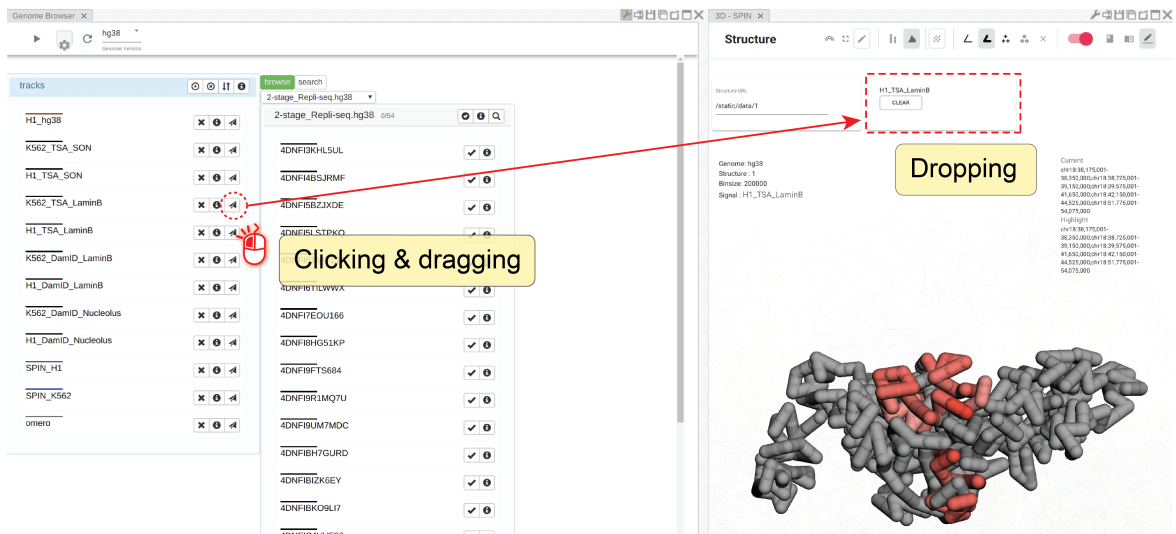 Genome Browser ×
hg38
Genome Version
tracks
H1_hg38
K562_TSA_SON
H1_TSA_SON
K562_TSA_LaminB
H1_TSA_LaminB
K562_DamID_LaminB
H1_DamID_LaminB
K562_DamID_Nucleolus
H1_DamID_Nucleolus
SPIN_H1
SPIN_K562
omero
browse search
2-stage_Repli-seq.hg38
2-stage_Repli-seq.hg38 0/54
4DNFI3KHL5UL
4DNFI4BSJRMF
4DNFI5BZJXDE
4DNFI5LSTPKO
Clicking & dragging
4DNFI6TILWWX
4DNFI7EOU166
4DNFI8HG51KP
4DNFI9FTS684
4DNFI9R1MQ7U
4DNFI9UM7MDC
4DNFIBH7GURD
4DNFIBIZK6EY
4DNFIBKO9LI7
3D - SPIN ×
Structure
Structure URL
/static/data/1
H1_TSA_LaminB
CLEAR
Dropping
Genome: hg38
Structure : 1
Binsize: 200000
Signal : H1_TSA_LaminB
Current
chr18:38,175,001-
38,350,000;chr18:38,725,001-
39,150,000;chr18:39,575,001-
41,650,000;chr18:42,150,001-
44,525,000;chr18:51,775,001-
54,075,000
Highlight
chr18:38,175,001-
38,350,000;chr18:38,725,001-
39,150,000;chr18:39,575,001-
41,650,000;chr18:42,150,001-
44,525,000;chr18:51,775,001-
54,075,000